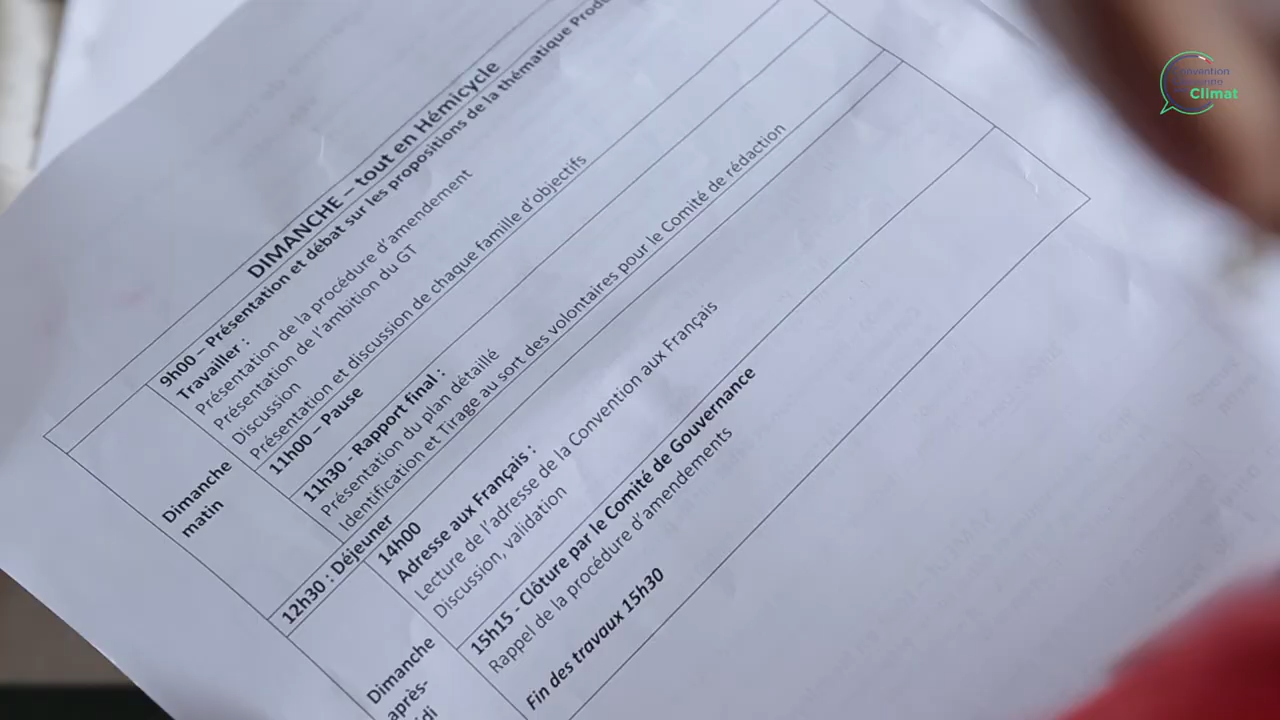 DIMANCHE – tout en Hémicycle
9h00 – Présentation et débat sur les propositions de la thématique
Travailler :
Présentation de la procédure d'amendement
Présentation de l'ambition du GT
Discussion
Présentation et discussion de chaque famille d'objectifs
11h00 – Pause
11h30 - Rapport final :
Présentation du plan détaillé
Identification et Tirage au sort des volontaires pour le Comité de rédaction
Dimanche
matin
12h30 : Déjeuner
14h00
Adresse aux Français :
Lecture de l'adresse de la Convention aux Français
Discussion, validation
15h15 - Clôture par le Comité de Gouvernance
Rappel de la procédure d'amendements
Fin des travaux 15h30
Dimanche
après-
Convention
Climat